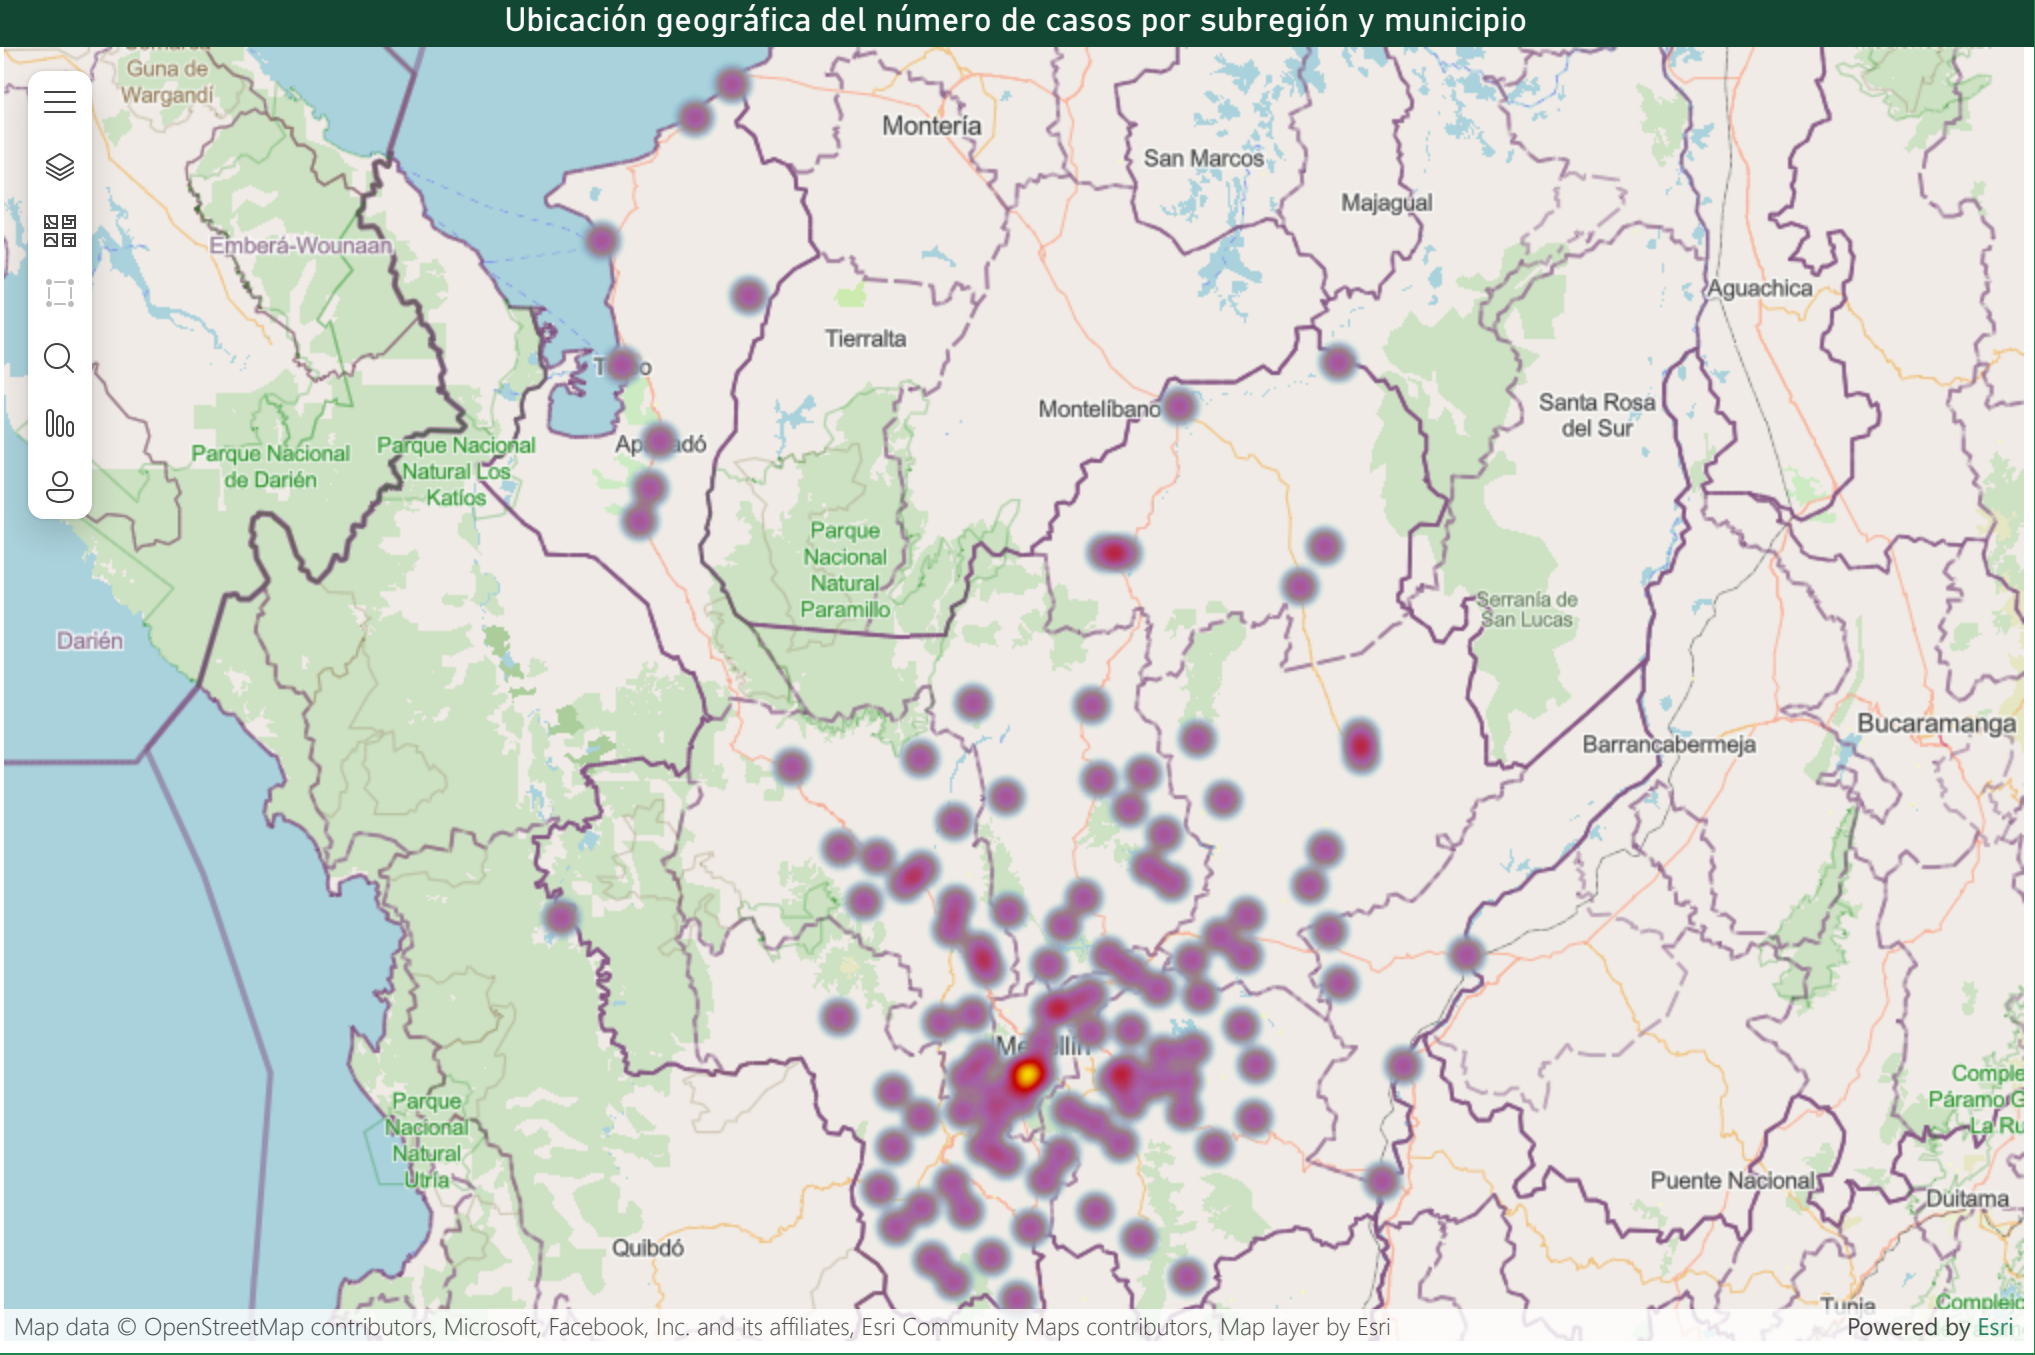 Ubicación geográfica del número de casos por subregión y municipio
Guna de
Wargandí
Montería
San Marcos
Majagual
Emberá-Wounaan
Aguachica
Tierralta
Montelíbano
Santa Rosa
del Sur
Parque Nacional
de Darién
Parque Nacional
Natural Los
Katíos
Parque
Nacional
Natural
Paramillo
Serranía de
San Lucas
Darién
Bucaramanga
Barrancabermeja
Parque
Nacional
Natural
Utría
Puente Nacional
Duitama
Quibdó
Tunja
Map data © OpenStreetMap contributors, Microsoft, Facebook, Inc. and its affiliates, Esri Community Maps contributors, Map layer by Esri
Powered by Esri